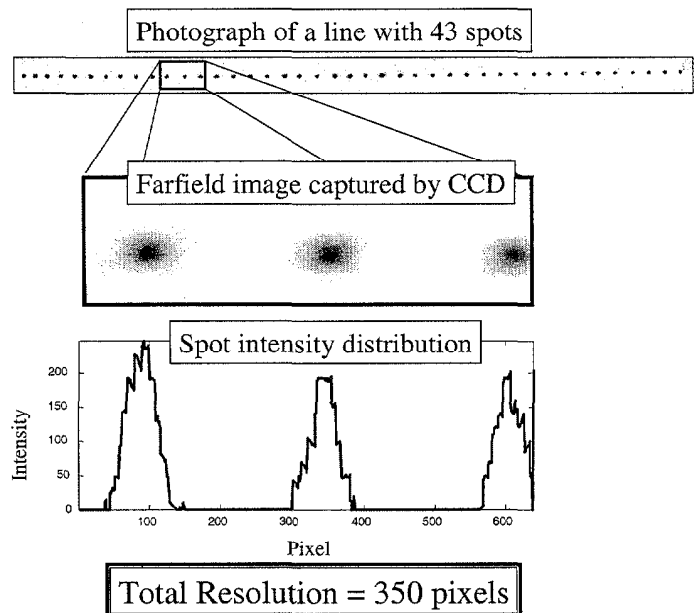 Photograph of a line with 43 spots
Farfield image captured by CCD
Spot intensity distribution
200
150
100
50
0
Intensity
100 200 300 400 500 600
Pixel
Total Resolution = 350 pixels